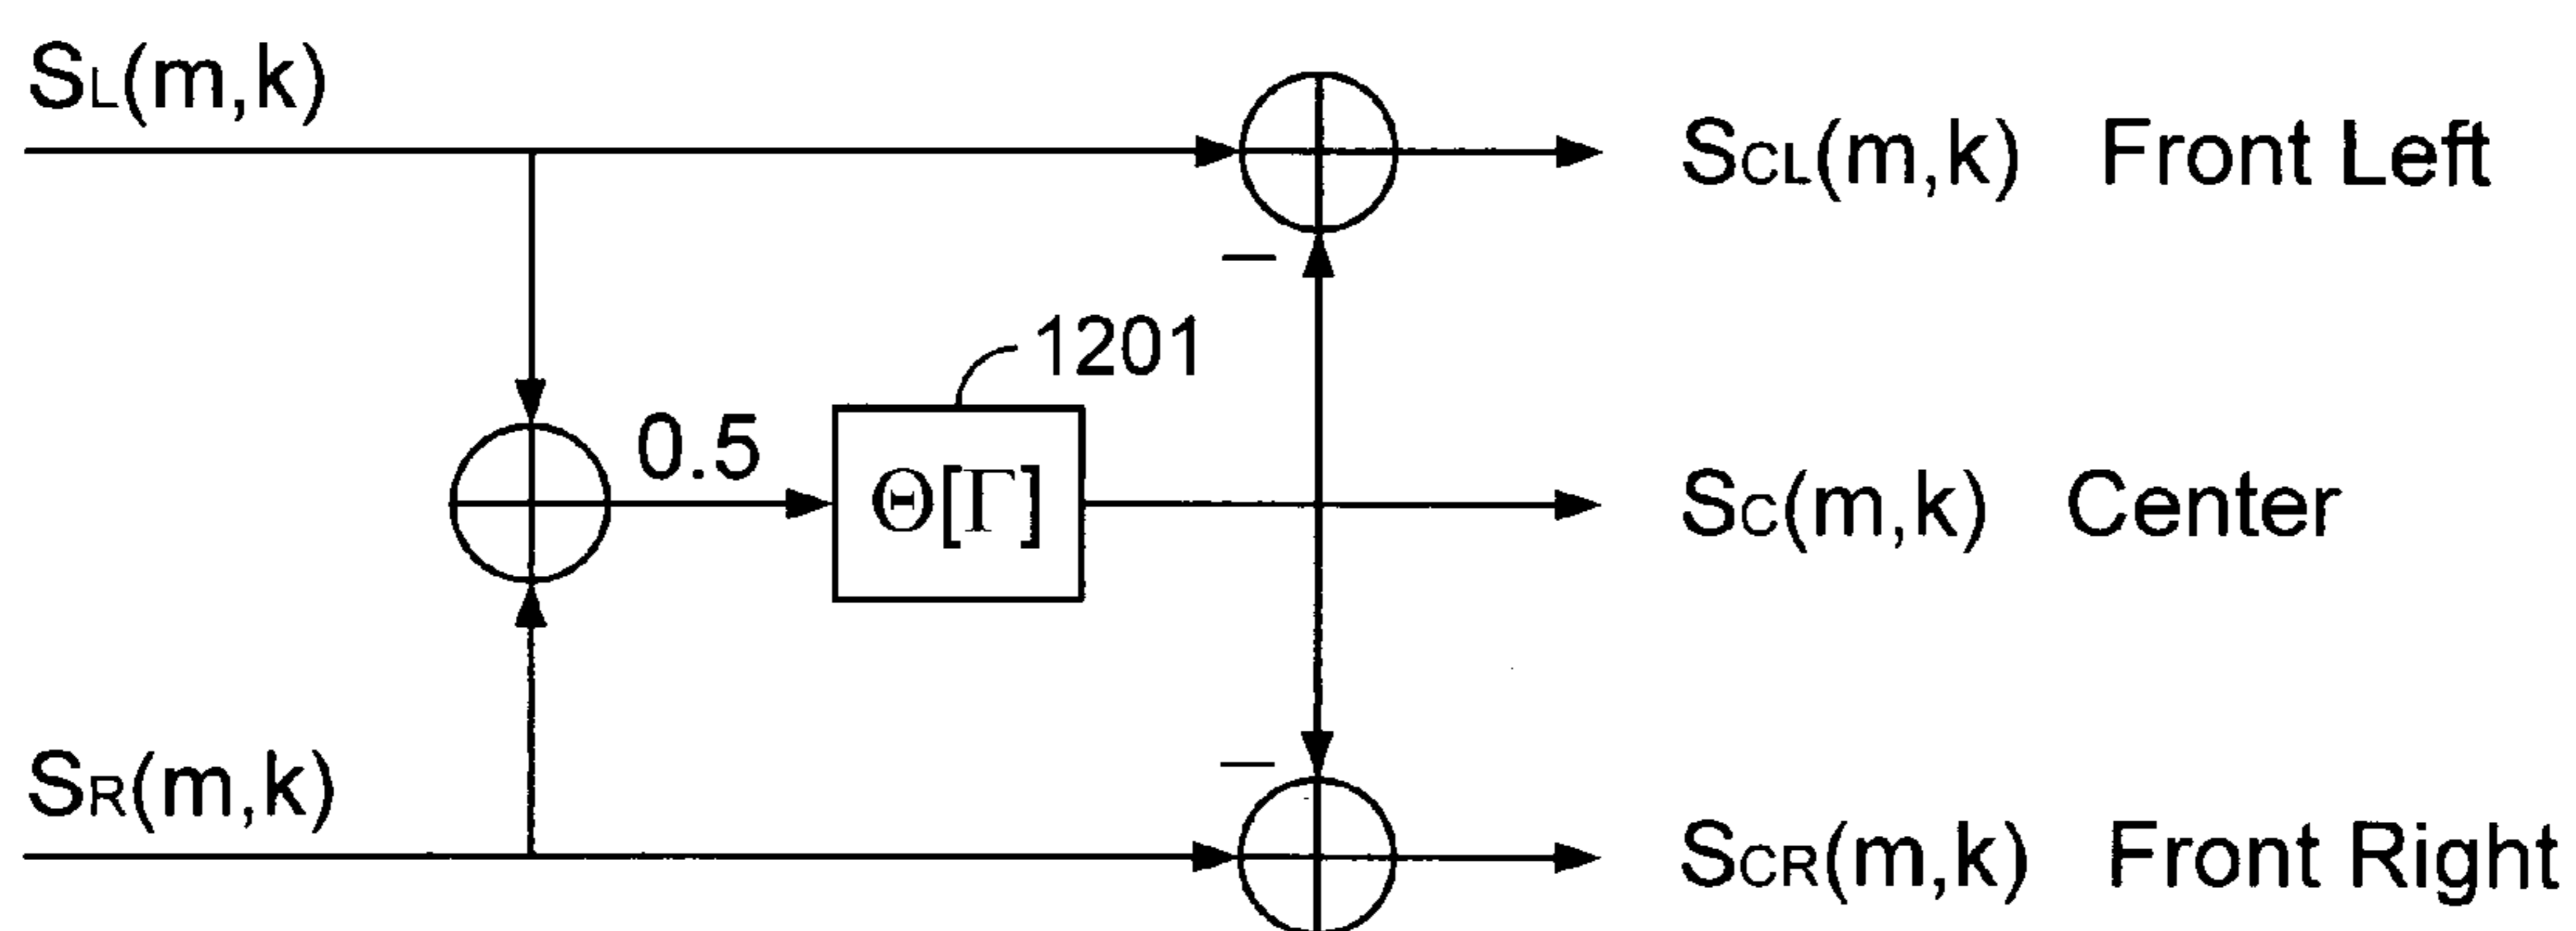 SL(m,k)
SCL(m,k) Front Left
1201
0.5
Θ[Γ]
SC(m,k) Center
SR(m,k)
SCR(m,k) Front Right